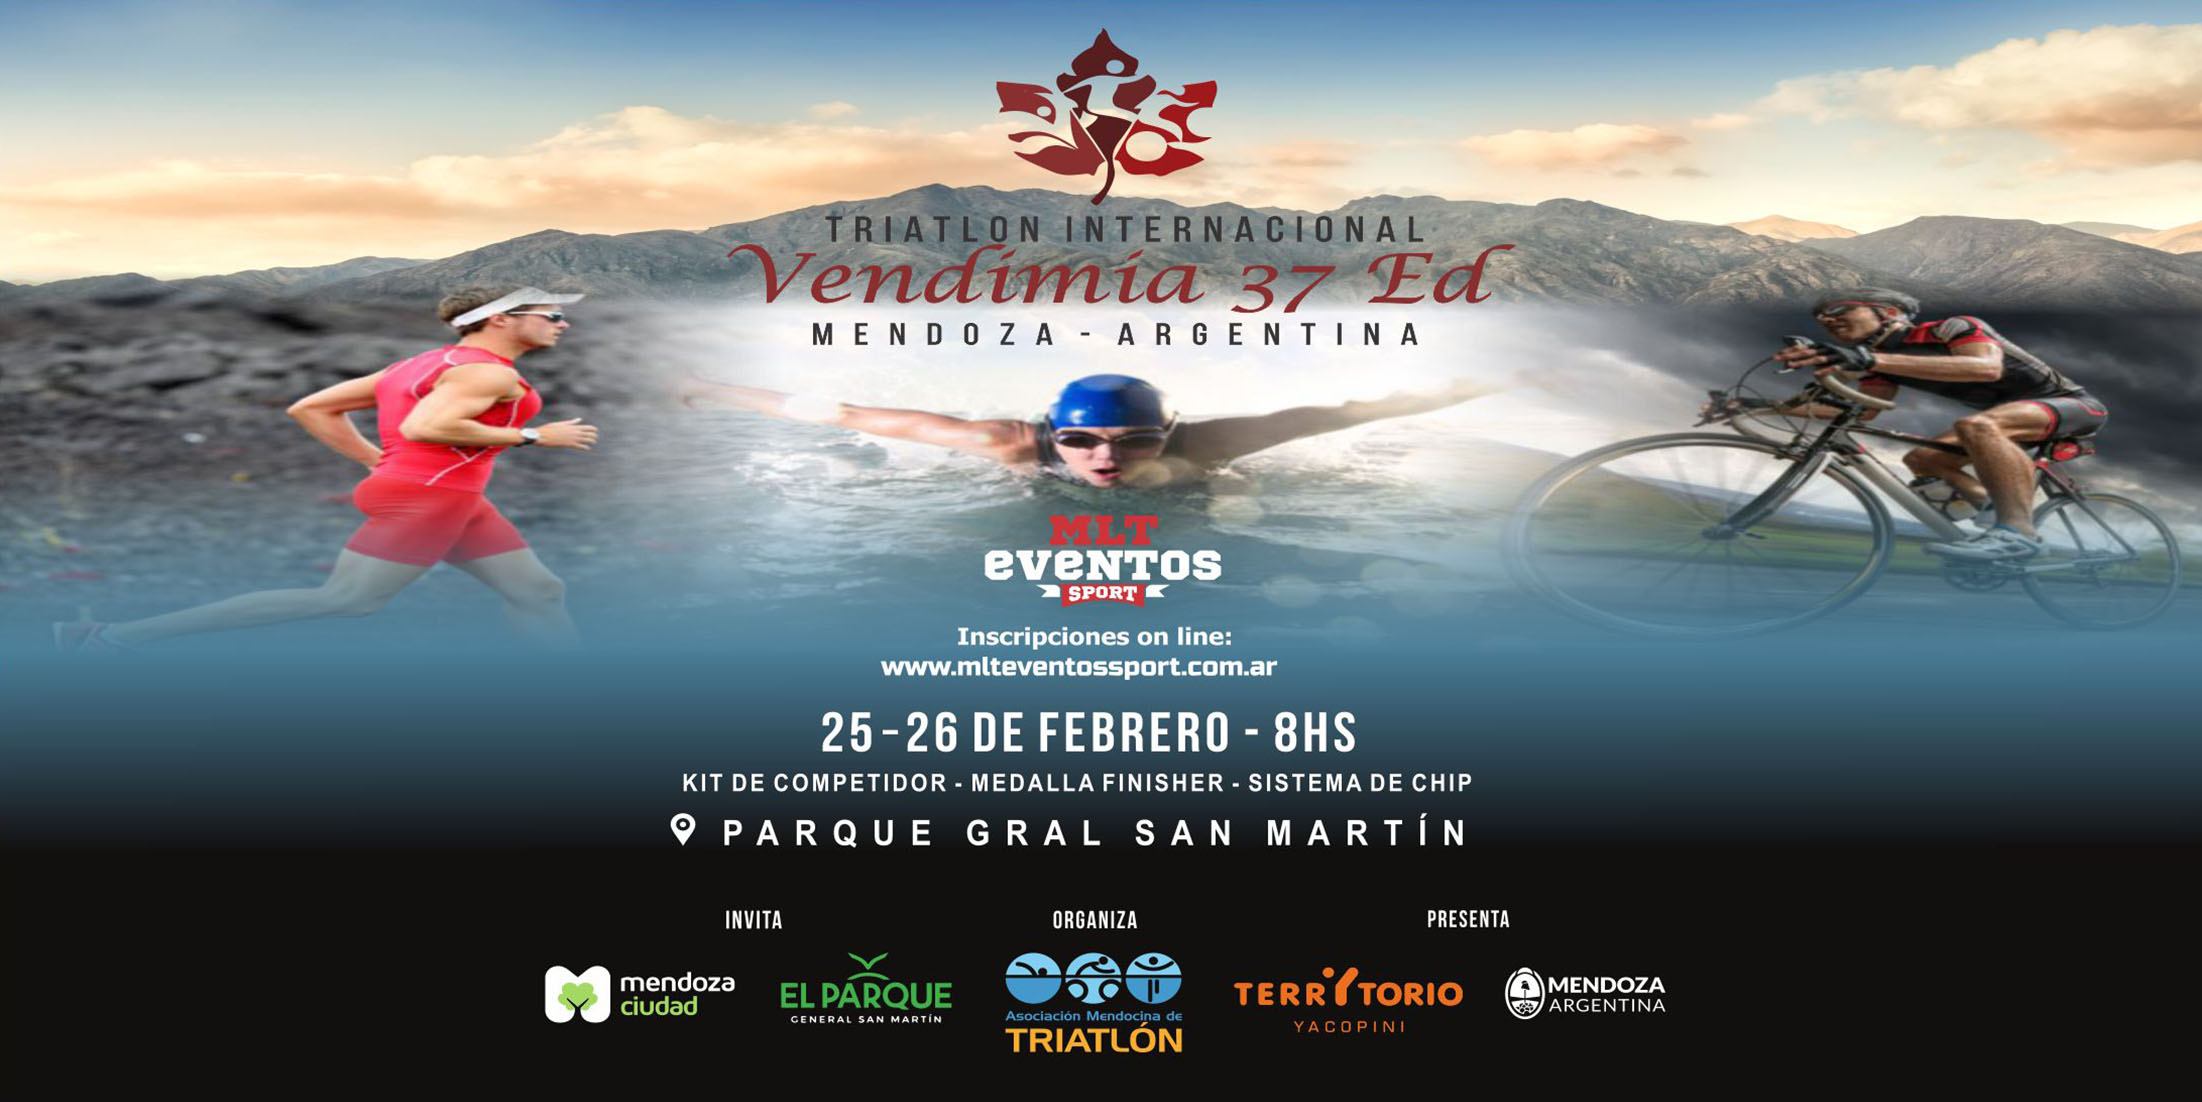 TRIATLON INTERNACIONAL
Vendimia 37 Ed
MENDOZA - ARGENTINA
MLT
eVeNTOS
SPORT
Inscripciones on line:
www.mlteventossport.com.ar
25-26 DE FEBRERO - 8HS
KIT DE COMPETIDOR - MEDALLA FINISHER - SISTEMA DE CHIP
PARQUE GRAL SAN MARTÍN
INVITA
ORGANIZA
PRESENTA
mendoza
ciudad
EL PARQUE
GENERAL SAN MARTÍN
Asociación Mendocina de
TRIATLÓN
TERRITORIO
YACOPINI
MENDOZA
ARGENTINA